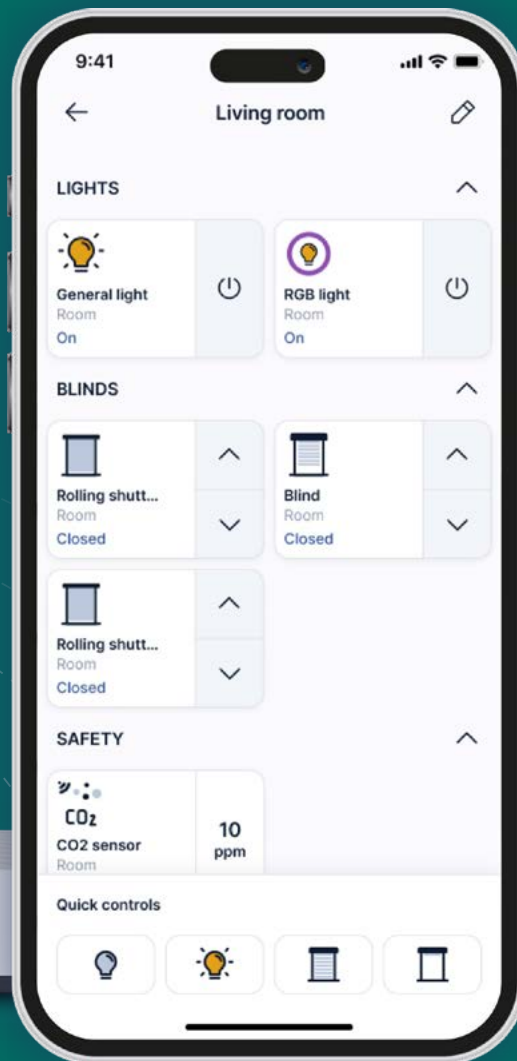 9:41
Living room
LIGHTS
General light
Room
On
RGB light
Room
On
BLINDS
Rolling shutt...
Room
Closed
Blind
Room
Closed
Rolling shutt...
Room
Closed
SAFETY
CO2
CO2 sensor
Room
10
ppm
Quick controls